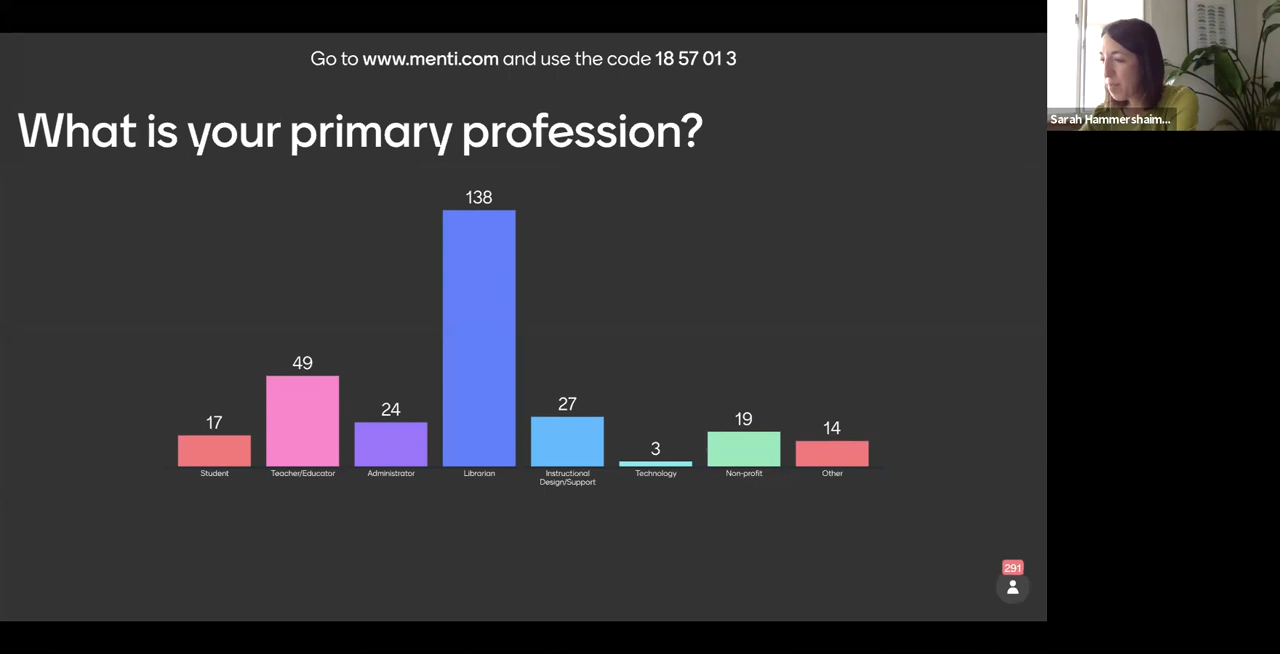 Go to www.menti.com and use the code 18 57 01 3
Sarah Hammershaim...
What is your primary profession?
138
49
27
24
19
17
14
3
Student
Teacher/Educator
Administrator
Librarian
Instructional
Design/Support
Technology
Non-profit
Other
291